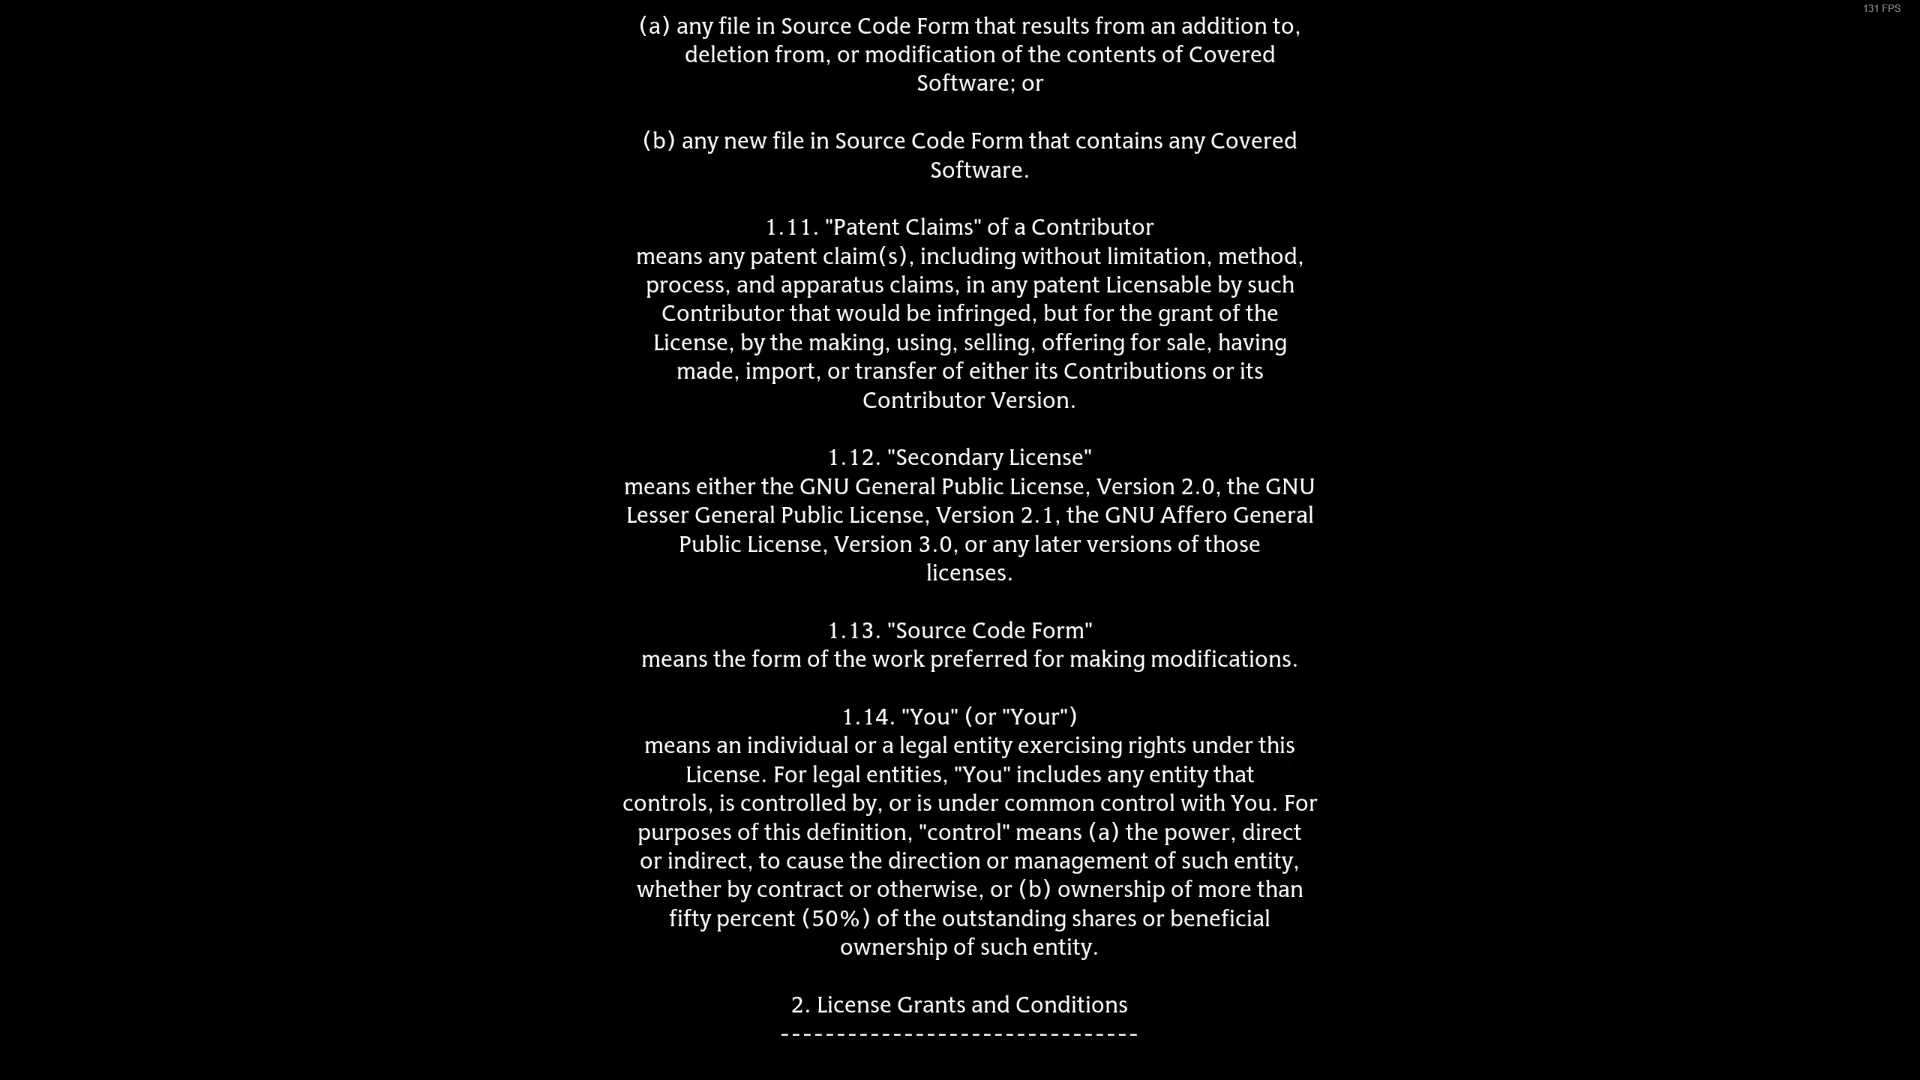 131 FPS
(a) any file in Source Code Form that results from an addition to,
deletion from, or modification of the contents of Covered
Software; or
(b) any new file in Source Code Form that contains any Covered
Software.
1.11. "Patent Claims" of a Contributor
means any patent claim(s), including without limitation, method,
process, and apparatus claims, in any patent Licensable by such
Contributor that would be infringed, but for the grant of the
License, by the making, using, selling, offering for sale, having
made, import, or transfer of either its Contributions or its
Contributor Version.
1.12. "Secondary License"
means either the GNU General Public License, Version 2.0, the GNU
Lesser General Public License, Version 2.1, the GNU Affero General
Public License, Version 3.0, or any later versions of those
licenses.
1.13. "Source Code Form"
means the form of the work preferred for making modifications.
1.14. "You" (or "Your")
means an individual or a legal entity exercising rights under this
License. For legal entities, "You" includes any entity that
controls, is controlled by, or is under common control with You. For
purposes of this definition, "control" means (a) the power, direct
or indirect, to cause the direction or management of such entity,
whether by contract or otherwise, or (b) ownership of more than
fifty percent (50%) of the outstanding shares or beneficial
ownership of such entity.
2. License Grants and Conditions
--------------------------------